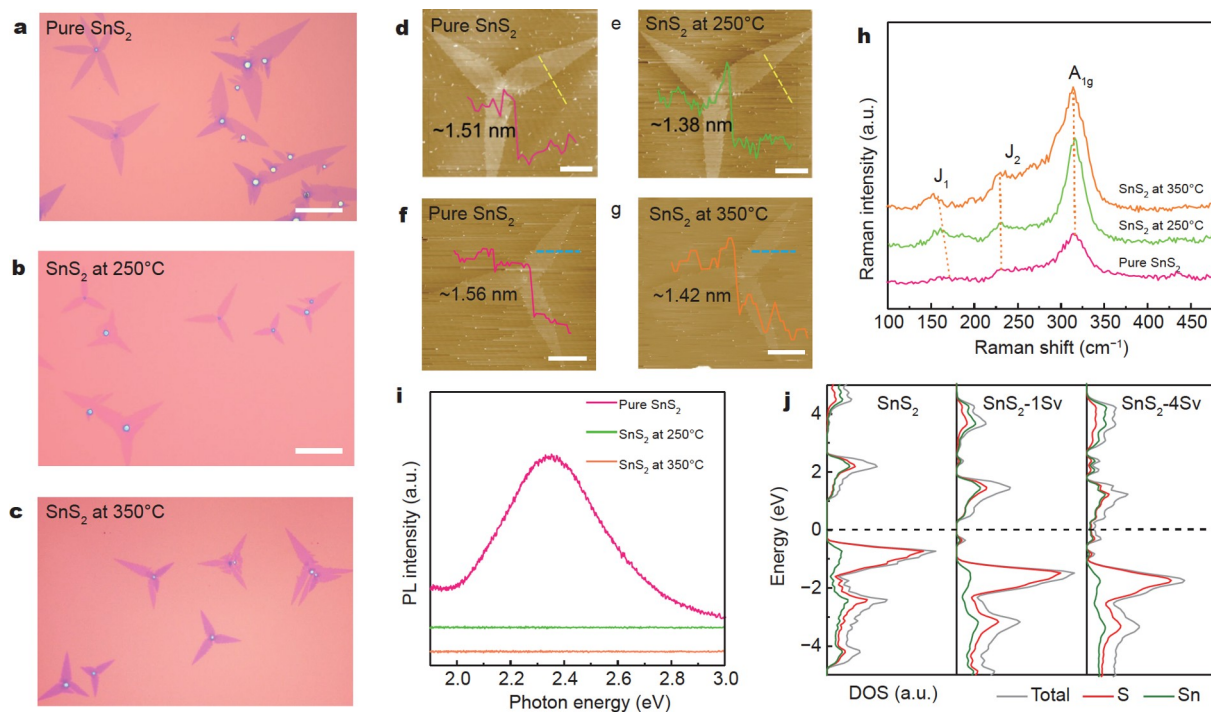 a
Pure SnS₂
b
SnS₂ at 250°C
c
SnS₂ at 350°C
d
Pure SnS₂
~1.51 nm
e
SnS₂ at 250°C
~1.38 nm
f
Pure SnS₂
~1.56 nm
g
SnS₂ at 350°C
~1.42 nm
h
A₁g
J₂
J₁
SnS₂ at 350°C
SnS₂ at 250°C
Pure SnS₂
Raman intensity (a.u.)
100 150 200 250 300 350 400 450
Raman shift (cm⁻¹)
i
Pure SnS₂
SnS₂ at 250°C
SnS₂ at 350°C
PL intensity (a.u.)
2.0 2.2 2.4 2.6 2.8 3.0
Photon energy (eV)
j
SnS₂ SnS₂-1Sv SnS₂-4Sv
4
2
0
−2
−4
Energy (eV)
DOS (a.u.)
Total S Sn